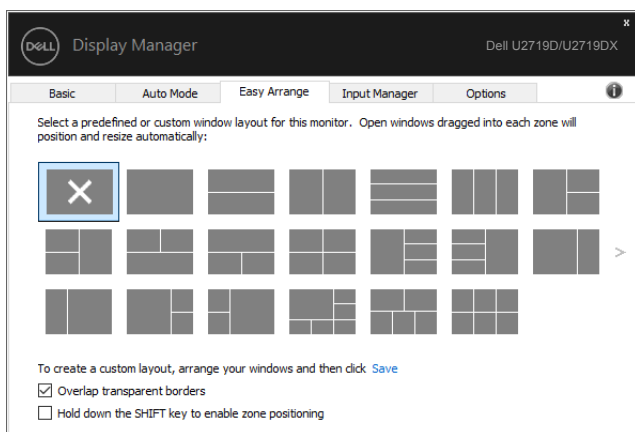 x
DELL Display Manager Dell U2719D/U2719DX
Basic Auto Mode Easy Arrange Input Manager Options
Select a predefined or custom window layout for this monitor. Open windows dragged into each zone will
position and resize automatically:
>
To create a custom layout, arrange your windows and then click Save
Overlap transparent borders
Hold down the SHIFT key to enable zone positioning